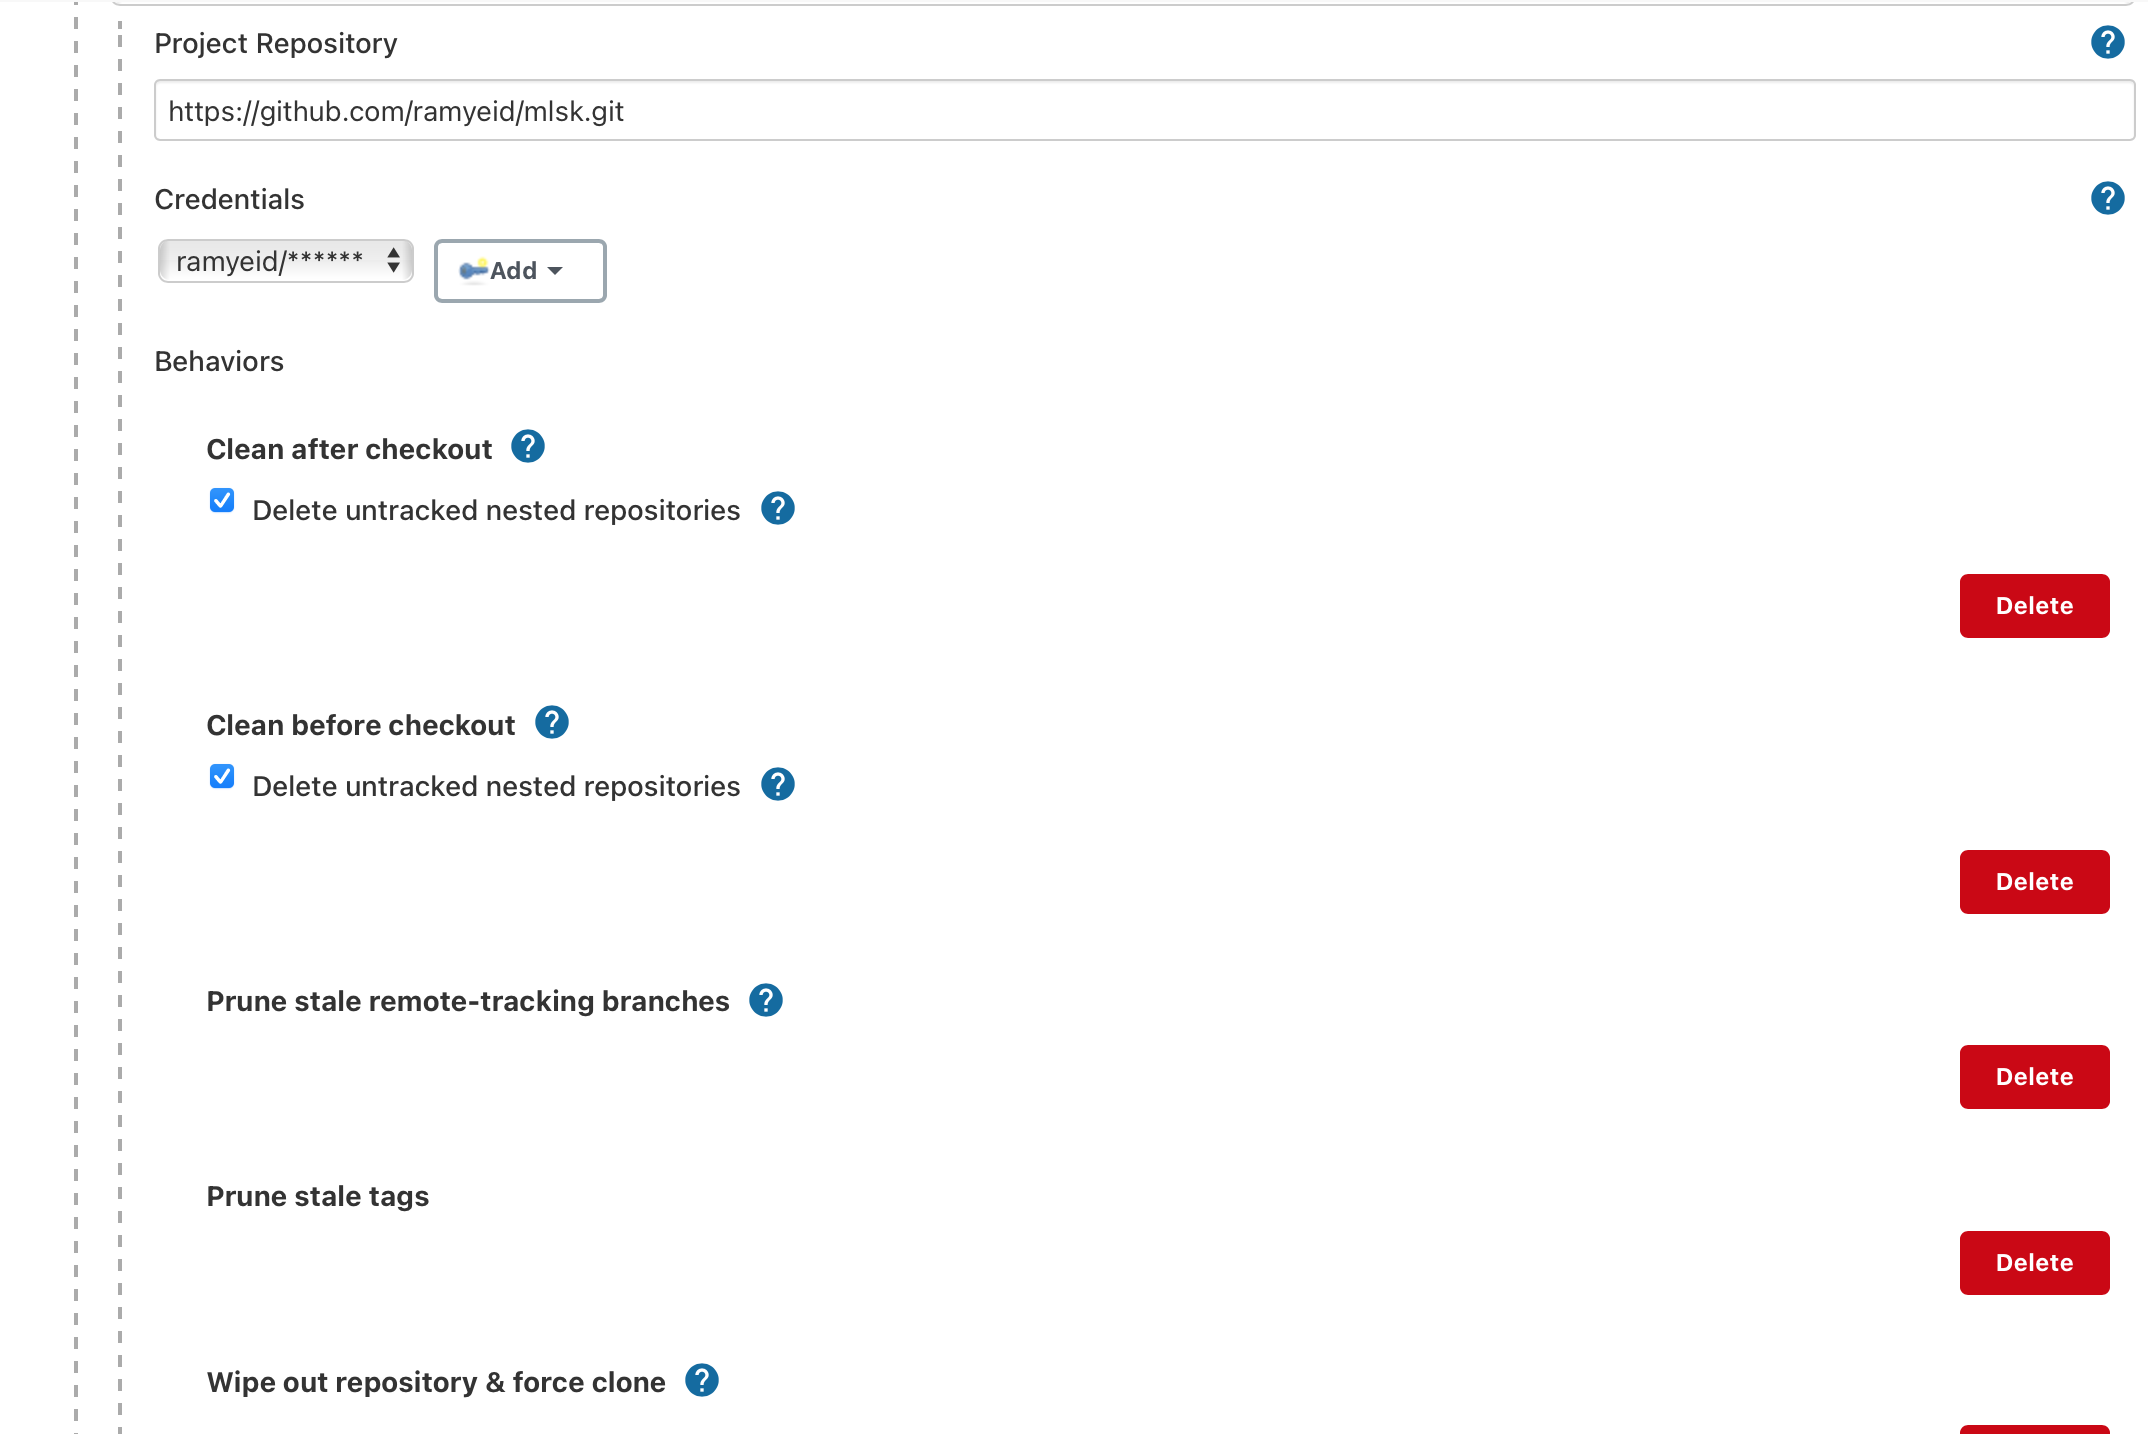 Project Repository
?
https://github.com/ramyeid/mlsk.git
Credentials
?
ramyeid/******
Add
Behaviors
Clean after checkout ?
Delete untracked nested repositories ?
Delete
Clean before checkout ?
Delete untracked nested repositories ?
Delete
Prune stale remote-tracking branches ?
Delete
Prune stale tags
Delete
Wipe out repository & force clone ?